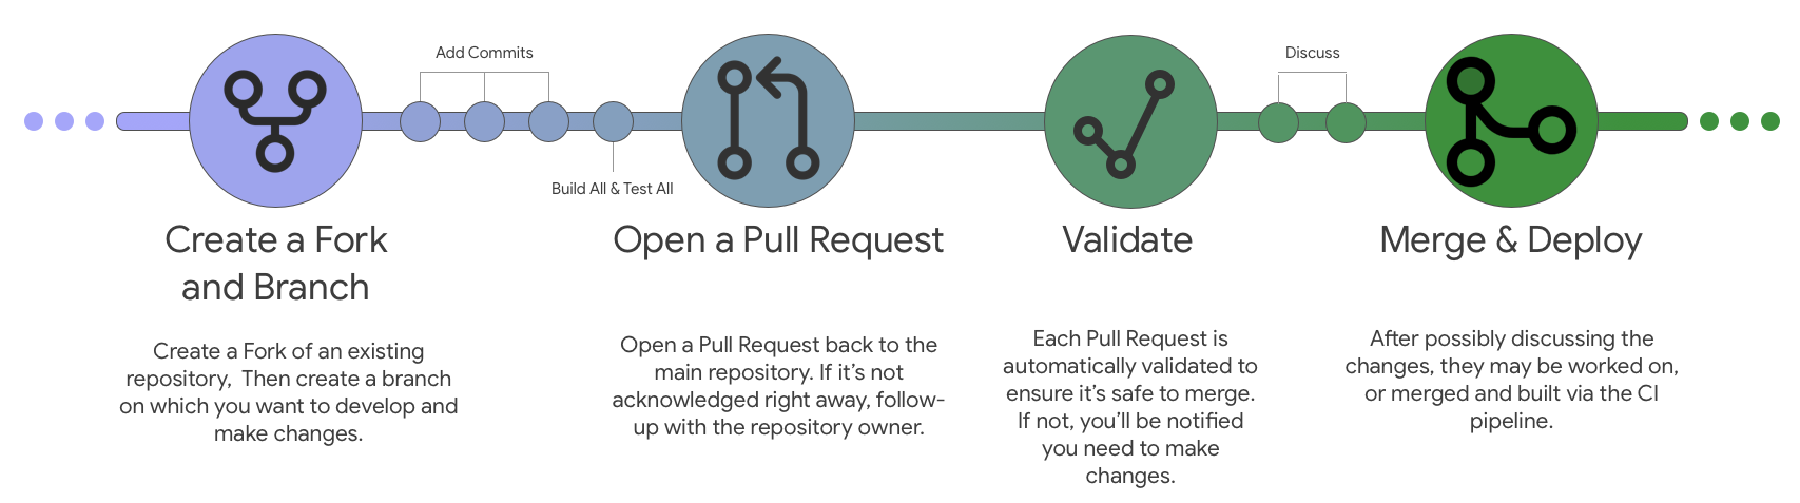 Add Commits
Discuss
Build All & Test All
Create a Fork
and Branch
Create a Fork of an existing
repository,  Then create a branch
on which you want to develop and
make changes.
Open a Pull Request
Open a Pull Request back to the
main repository. If it’s not
acknowledged right away, follow-
up with the repository owner.
Validate
Each Pull Request is
automatically validated to
ensure it’s safe to merge.
If not, you’ll be notified
you need to make
changes.
Merge & Deploy
After possibly discussing the
changes, they may be worked on,
or merged and built via the CI
pipeline.